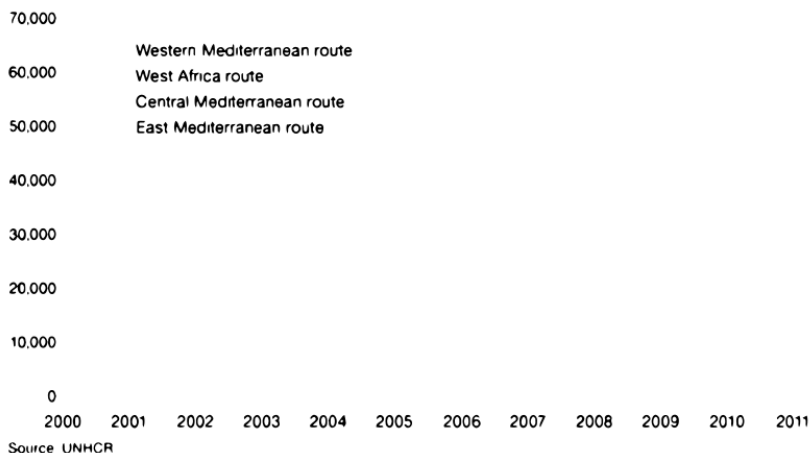 70,000
Western Mediterranean route
60,000
West Africa route
Central Mediterranean route
50,000
East Mediterranean route
40,000
30,000
20,000
10,000
0
2000 2001 2002 2003 2004 2005 2006 2007 2008 2009 2010 2011
Source UNHCR